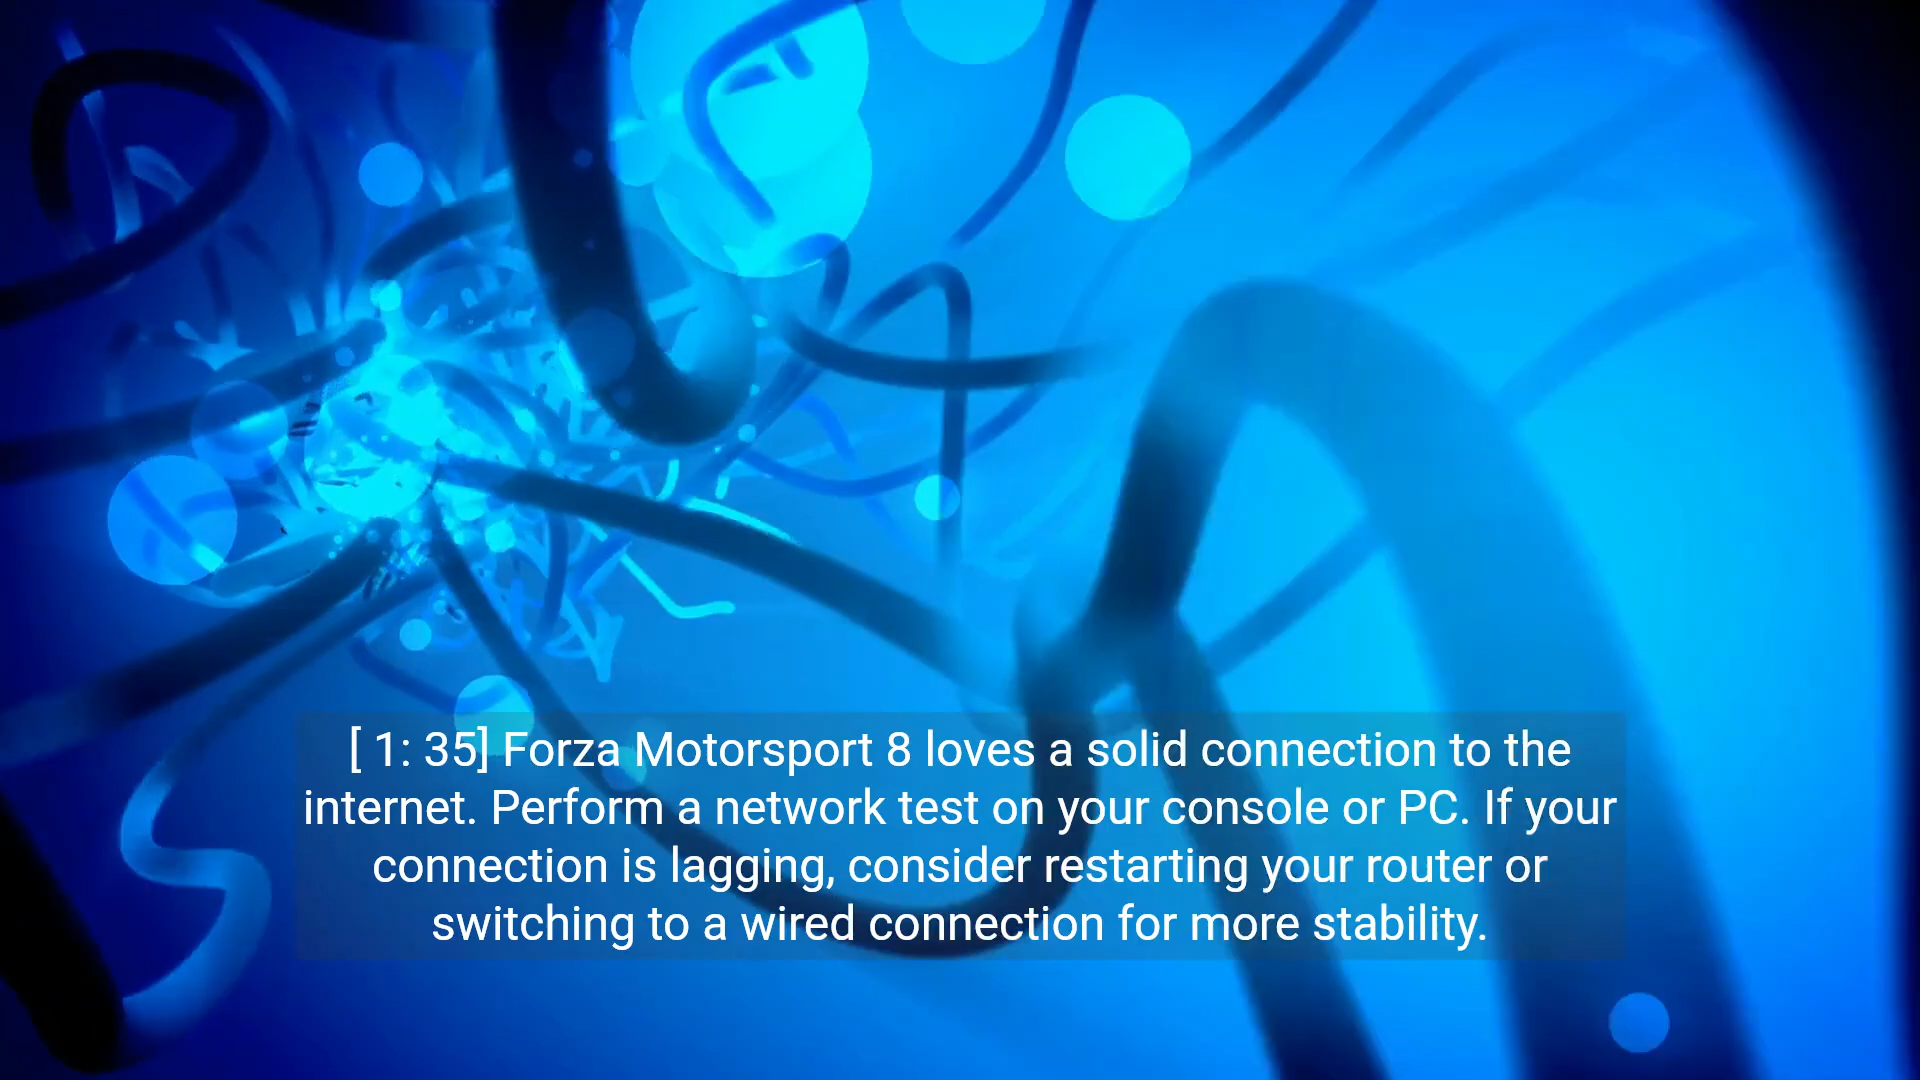 [ 1: 35] Forza Motorsport 8 loves a solid connection to the
internet. Perform a network test on your console or PC. If your
connection is lagging, consider restarting your router or
switching to a wired connection for more stability.